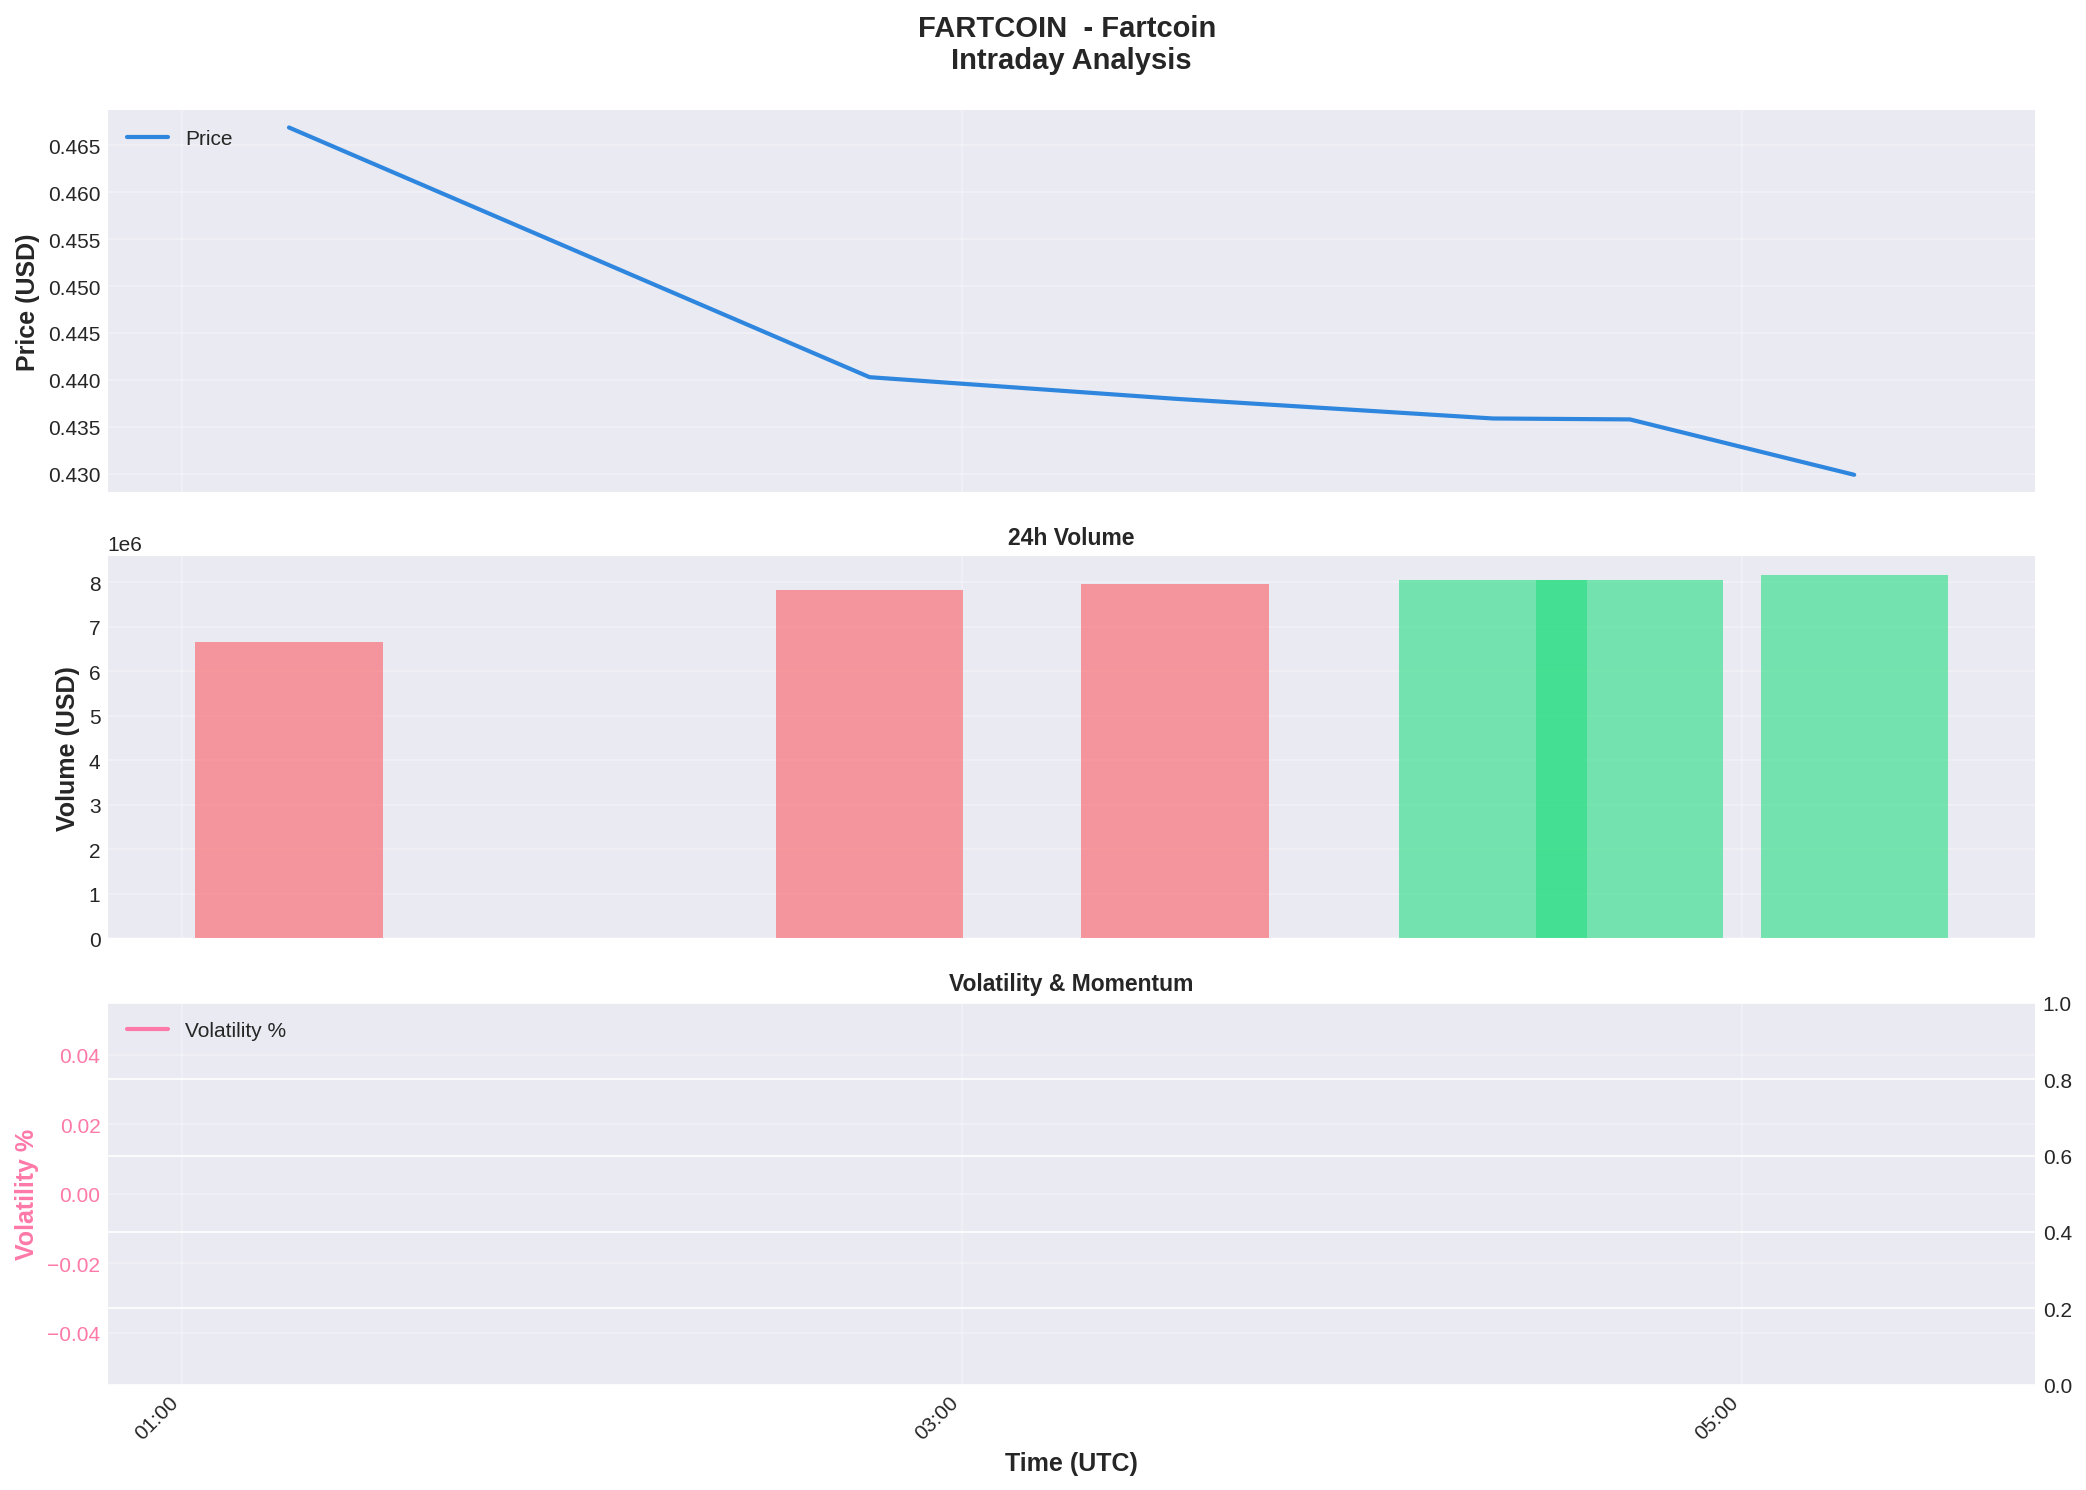 FARTCOIN  - Fartcoin
Intraday Analysis
Price
0.465
0.460
0.455
0.450
0.445
0.440
0.435
0.430
Price (USD)
24h Volume
1e6
8
7
6
5
4
3
2
1
0
Volume (USD)
Volatility & Momentum
Volatility %
0.04
0.02
0.00
−0.02
−0.04
Volatility %
1.0
0.8
0.6
0.4
0.2
0.0
01:00
03:00
05:00
Time (UTC)